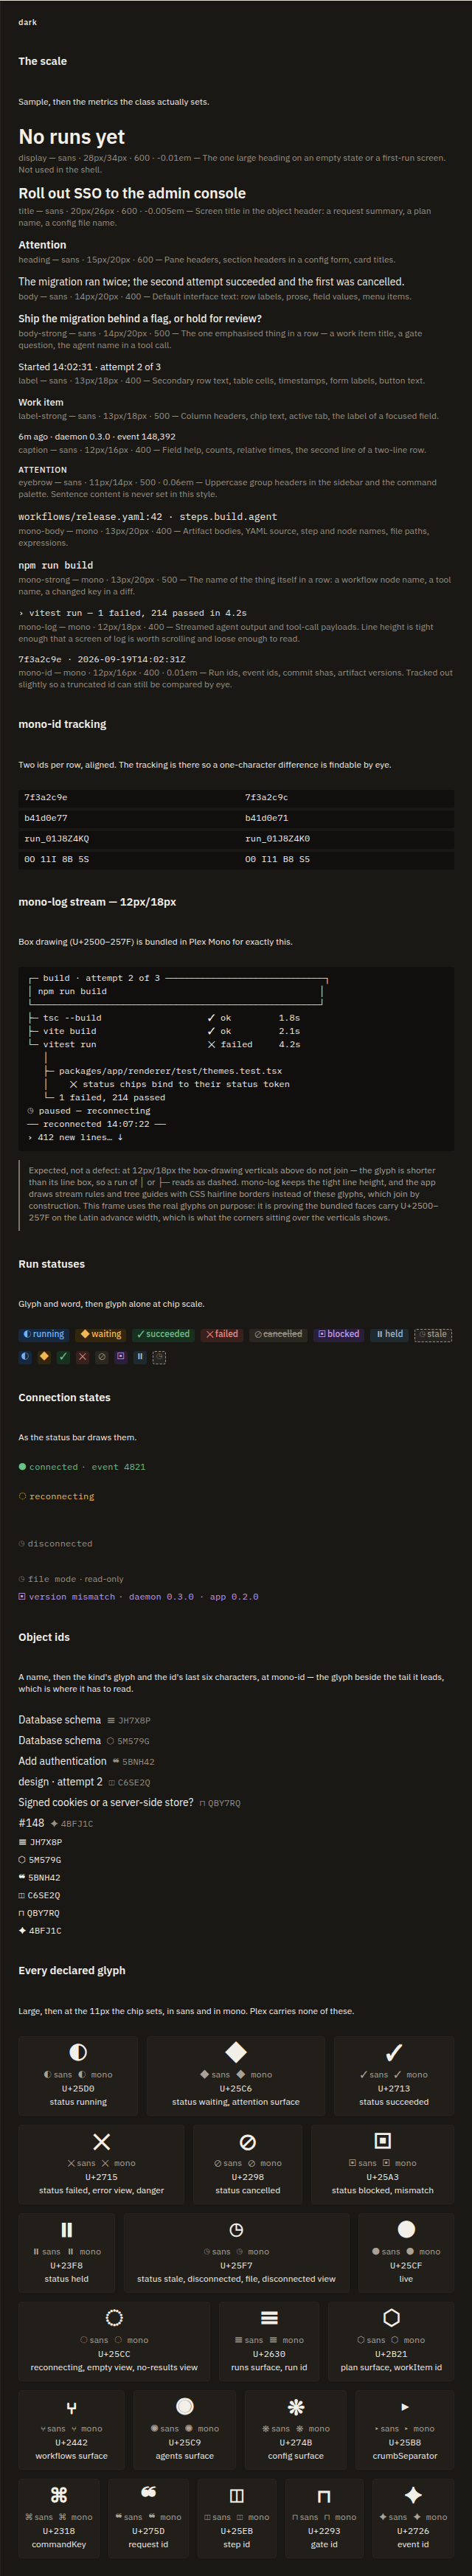 dark
The scale
Sample, then the metrics the class actually sets.
No runs yet
display — sans · 28px/34px · 600 · -0.01em — The one large heading on an empty state or a first-run screen.
Not used in the shell.
Roll out SSO to the admin console
title — sans · 20px/26px · 600 · -0.005em — Screen title in the object header: a request summary, a plan
name, a config file name.
Attention
heading — sans · 15px/20px · 600 — Pane headers, section headers in a config form, card titles.
The migration ran twice; the second attempt succeeded and the first was cancelled.
body — sans · 14px/20px · 400 — Default interface text: row labels, prose, field values, menu items.
Ship the migration behind a flag, or hold for review?
body-strong — sans · 14px/20px · 500 — The one emphasised thing in a row — a work item title, a gate
question, the agent name in a tool call.
Started 14:02:31 · attempt 2 of 3
label — sans · 13px/18px · 400 — Secondary row text, table cells, timestamps, form labels, button text.
Work item
label-strong — sans · 13px/18px · 500 — Column headers, chip text, active tab, the label of a focused field.
6m ago · daemon 0.3.0 · event 148,392
caption — sans · 12px/16px · 400 — Field help, counts, relative times, the second line of a two-line row.
ATTENTION
eyebrow — sans · 11px/14px · 500 · 0.06em — Uppercase group headers in the sidebar and the command
palette. Sentence content is never set in this style.
workflows/release.yaml:42 · steps.build.agent
mono-body — mono · 13px/20px · 400 — Artifact bodies, YAML source, step and node names, file paths,
expressions.
npm run build
mono-strong — mono · 13px/20px · 500 — The name of the thing itself in a row: a workflow node name, a tool
name, a changed key in a diff.
› vitest run — 1 failed, 214 passed in 4.2s
mono-log — mono · 12px/18px · 400 — Streamed agent output and tool-call payloads. Line height is tight
enough that a screen of log is worth scrolling and loose enough to read.
7f3a2c9e · 2026-09-19T14:02:31Z
mono-id — mono · 12px/16px · 400 · 0.01em — Run ids, event ids, commit shas, artifact versions. Tracked out
slightly so a truncated id can still be compared by eye.
mono-id tracking
Two ids per row, aligned. The tracking is there so a one-character difference is findable by eye.
7f3a2c9e 7f3a2c9c
b41d0e77 b41d0e71
run_01J8Z4KQ run_01J8Z4K0
0O 1lI 8B 5S O0 Il1 B8 S5
mono-log stream — 12px/18px
Box drawing (U+2500–257F) is bundled in Plex Mono for exactly this.
┌─ build · attempt 2 of 3 ──────────────────────────────┐
│ npm run build │
└───────────────────────────────────────────────────────┘
├─ tsc --build ✓ ok 1.8s
├─ vite build ✓ ok 2.1s
└─ vitest run ✕ failed 4.2s
│
├─ packages/app/renderer/test/themes.test.tsx
│ ✕ status chips bind to their status token
└─ 1 failed, 214 passed
◷ paused — reconnecting
── reconnected 14:07:22 ──
› 412 new lines… ↓
Expected, not a defect: at 12px/18px the box-drawing verticals above do not join — the glyph is shorter
than its line box, so a run of │ or ├─ reads as dashed. mono-log keeps the tight line height, and the app
draws stream rules and tree guides with CSS hairline borders instead of these glyphs, which join by
construction. This frame uses the real glyphs on purpose: it is proving the bundled faces carry U+2500–
257F on the Latin advance width, which is what the corners sitting over the verticals shows.
Run statuses
Glyph and word, then glyph alone at chip scale.
◐ running ◆ waiting ✓ succeeded ✕ failed ⊘ cancelled ▣ blocked ⏸ held ◷ stale
◐ ◆ ✓ ✕ ⊘ ▣ ⏸ ◷
Connection states
As the status bar draws them.
● connected · event 4821
◌ reconnecting
◷ disconnected
◷ file mode · read-only
▣ version mismatch · daemon 0.3.0 · app 0.2.0
Object ids
A name, then the kind's glyph and the id's last six characters, at mono-id — the glyph beside the tail it leads,
which is where it has to read.
Database schema ☰ JH7X8P
Database schema ⬡ 5M579G
Add authentication ❝ 5BNH42
design · attempt 2 ◫ C6SE2Q
Signed cookies or a server-side store? ⊓ QBY7RQ
#148 ✦ 4BFJ1C
☰ JH7X8P
⬡ 5M579G
❝ 5BNH42
◫ C6SE2Q
⊓ QBY7RQ
✦ 4BFJ1C
Every declared glyph
Large, then at the 11px the chip sets, in sans and in mono. Plex carries none of these.
◐ ◆ ✓
◐ sans ◐ mono ◆ sans ◆ mono ✓ sans ✓ mono
U+25D0 U+25C6 U+2713
status running status waiting, attention surface status succeeded
✕ ⊘ ▣
✕ sans ✕ mono ⊘ sans ⊘ mono ▣ sans ▣ mono
U+2715 U+2298 U+25A3
status failed, error view, danger status cancelled status blocked, mismatch
⏸ ◷ ●
⏸ sans ⏸ mono ◷ sans ◷ mono ● sans ● mono
U+23F8 U+25F7 U+25CF
status held status stale, disconnected, file, disconnected view live
◌ ☰ ⬡
◌ sans ◌ mono ☰ sans ☰ mono ⬡ sans ⬡ mono
U+25CC U+2630 U+2B21
reconnecting, empty view, no-results view runs surface, run id plan surface, workItem id
⑂ ◉ ❋ ▸
⑂ sans ⑂ mono ◉ sans ◉ mono ❋ sans ❋ mono ▸ sans ▸ mono
U+2442 U+25C9 U+274B U+25B8
workflows surface agents surface config surface crumbSeparator
⌘ ❝ ◫ ⊓ ✦
⌘ sans ⌘ mono ❝ sans ❝ mono ◫ sans ◫ mono ⊓ sans ⊓ mono ✦ sans ✦ mono
U+2318 U+275D U+25EB U+2293 U+2726
commandKey request id step id gate id event id